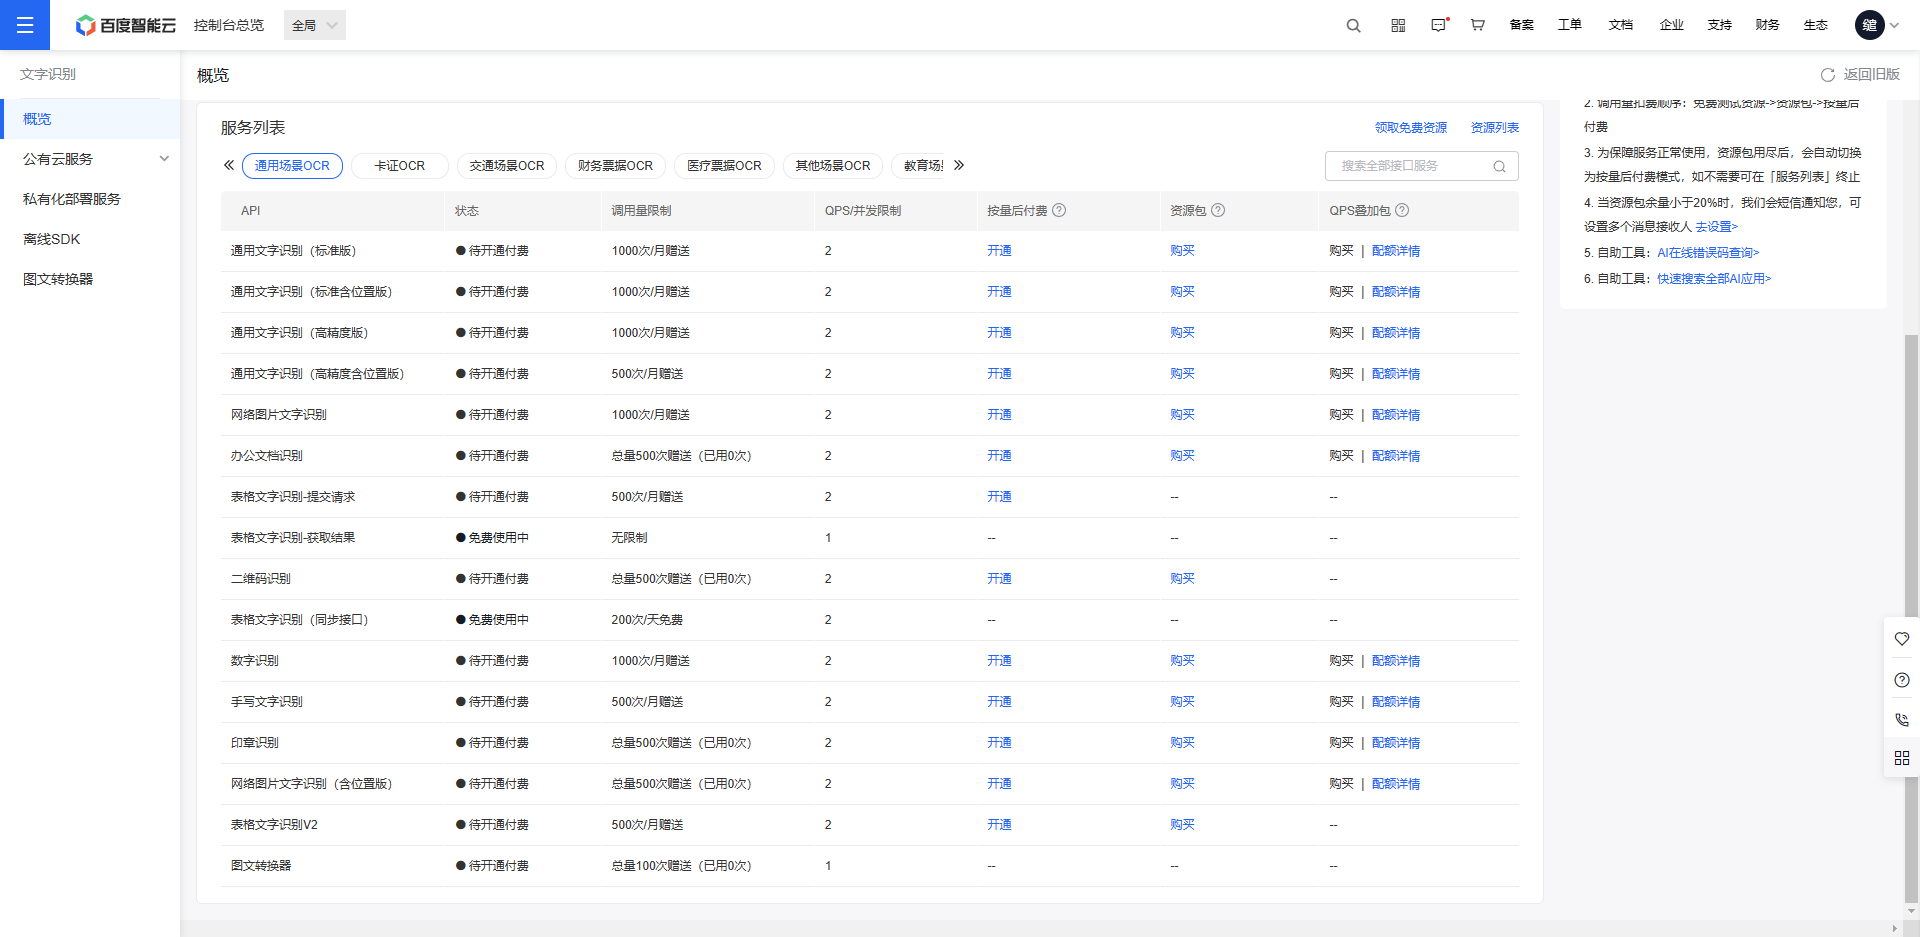 百度智能云 控制台总览 全局 备案 工单 文档 企业 支持 财务 生态
文字识别
概览
公有云服务
私有化部署服务
离线SDK
图文转换器
概览 返回旧版
服务列表 领取免费资源 资源列表
通用场景OCR 卡证OCR 交通场景OCR 财务票据OCR 医疗票据OCR 其他场景OCR 教育场 搜索全部接口服务
API 状态 调用量限制 QPS/并发限制 按量后付费 资源包 QPS叠加包
通用文字识别（标准版） 待开通付费 1000次/月赠送 2 开通 购买 购买 | 配额详情
通用文字识别（标准含位置版） 待开通付费 1000次/月赠送 2 开通 购买 购买 | 配额详情
通用文字识别（高精度版） 待开通付费 1000次/月赠送 2 开通 购买 购买 | 配额详情
通用文字识别（高精度含位置版） 待开通付费 500次/月赠送 2 开通 购买 购买 | 配额详情
网络图片文字识别 待开通付费 1000次/月赠送 2 开通 购买 购买 | 配额详情
办公文档识别 待开通付费 总量500次赠送（已用0次） 2 开通 购买 购买 | 配额详情
表格文字识别-提交请求 待开通付费 500次/月赠送 2 开通 -- --
表格文字识别-获取结果 免费使用中 无限制 1 -- -- --
二维码识别 待开通付费 总量500次赠送（已用0次） 2 开通 购买 --
表格文字识别（同步接口） 免费使用中 200次/天免费 2 -- -- --
数字识别 待开通付费 1000次/月赠送 2 开通 购买 购买 | 配额详情
手写文字识别 待开通付费 500次/月赠送 2 开通 购买 购买 | 配额详情
印章识别 待开通付费 总量500次赠送（已用0次） 2 开通 购买 购买 | 配额详情
网络图片文字识别（含位置版） 待开通付费 总量500次赠送（已用0次） 2 开通 购买 购买 | 配额详情
表格文字识别V2 待开通付费 500次/月赠送 2 开通 购买 --
图文转换器 待开通付费 总量100次赠送（已用0次） 1 -- -- --
2. 调用量扣费顺序：免费测试资源->资源包->按量后
付费
3. 为保障服务正常使用，资源包用尽后，会自动切换
为按量后付费模式，如不需要可在「服务列表」终止
4. 当资源包余量小于20%时，我们会短信通知您，可
设置多个消息接收人 去设置>
5. 自助工具：AI在线错误码查询>
6. 自助工具：快速搜索全部AI应用>